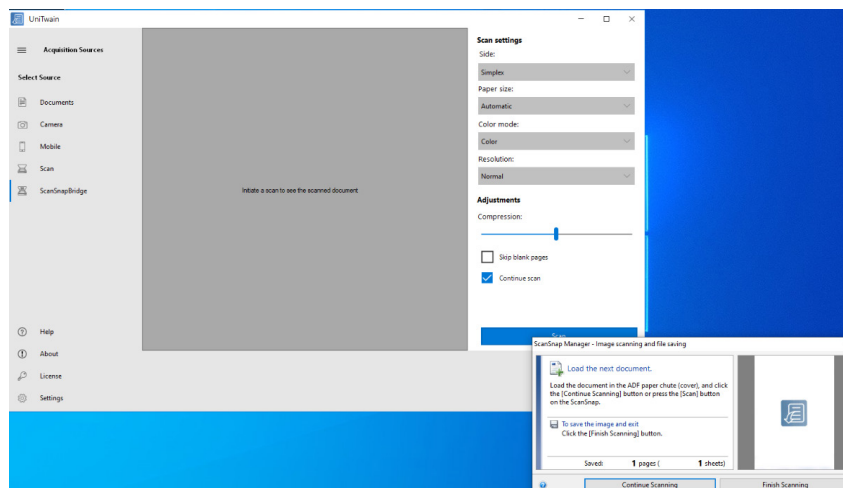 UniTwain
Acquisition Sources
Select Source
Documents
Camera
Mobile
Scan
ScanSnapBridge
Help
About
License
Settings
Initiate a scan to see the scanned document
Scan settings
Side:
Simplex
Paper size:
Automatic
Color mode:
Color
Resolution:
Normal
Adjustments
Compression:
Skip blank pages
Continue scan
Scan
ScanSnap Manager - Image scanning and file saving
Load the next document.
Load the document in the ADF paper chute (cover), and click
the [Continue Scanning] button or press the [Scan] button
on the ScanSnap.
To save the image and exit
Click the [Finish Scanning] button.
Saved: 1 pages ( 1 sheets)
Continue Scanning
Finish Scanning